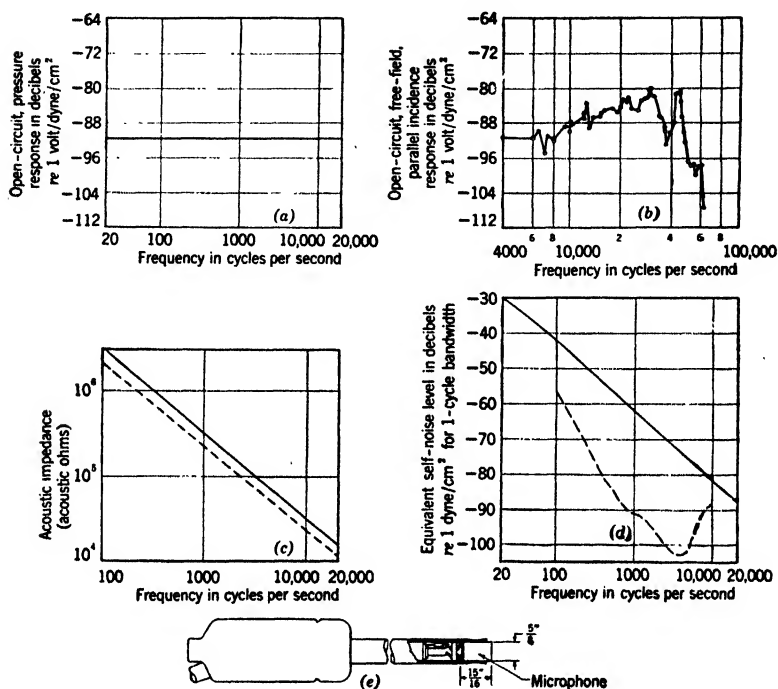 Open-circuit, pressure
response in decibels
re 1 volt/dyne/cm²
-64
-72
-80
-88
-96
-104
-112
(a)
20
100
1000
10,000
20,000
Frequency in cycles per second
Open-circuit, free-field,
parallel incidence
response in decibels
re 1 volt/dyne/cm²
-64
-72
-80
-88
-96
-104
-112
(b)
4000
6
8
10,000
2
4
6
8
100,000
Frequency in cycles per second
Acoustic impedance
(acoustic ohms)
10⁶
10⁵
10⁴
(c)
100
1000
10,000
20,000
Frequency in cycles per second
Equivalent self-noise level in decibels
re 1 dyne/cm² for 1-cycle bandwidth
-30
-40
-50
-60
-70
-80
-90
-100
(d)
20
100
1000
10,000
20,000
Frequency in cycles per second
(e)
15"
16
Microphone